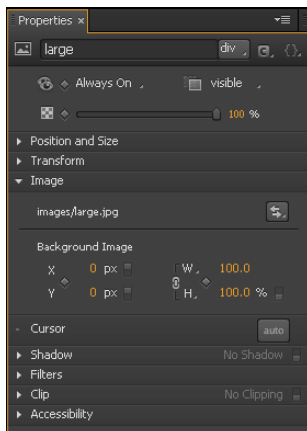 Properties ×
large div
Always On visible
100 %
Position and Size
Transform
Image
images/large.jpg
Background Image
X 0 px W 100.0
Y 0 px H 100.0 %
Cursor auto
Shadow No Shadow
Filters
Clip No Clipping
Accessibility